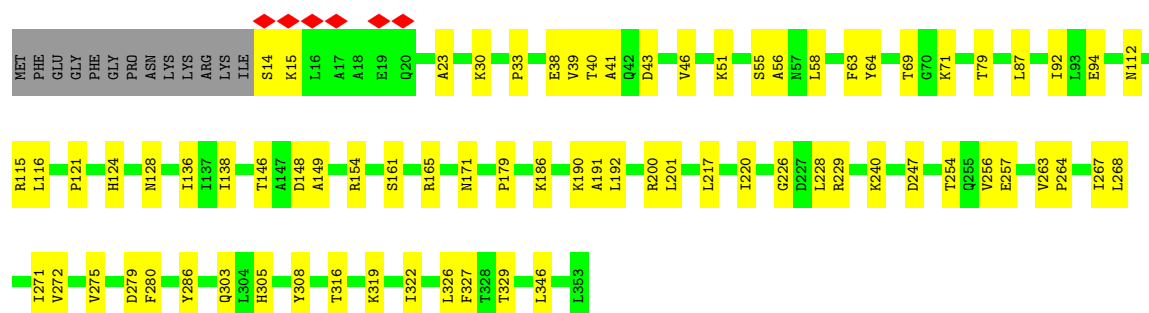 MET PHE GLU GLY PHE GLY PRO ASN LYS LYS ARG LYS ILE S14 K15 L16 A17 A18 E19 Q20 A23 K30 P33 E38 V39 T40 A41 Q42 D43 V46 K51 S55 A56 N57 L58 F63 Y64 T69 G70 K71 T79 L87 I92 L93 E94 N112
R115 L116 P121 H124 N128 I136 I137 I138 T146 A147 D148 A149 R154 S161 R165 N171 P179 K186 K190 A191 L192 R200 L201 L217 I220 G226 D227 L228 R229 K240 D247 T254 Q255 V256 E257 V263 P264 I267 L268
I271 V272 V275 D279 F280 Y286 Q303 L304 H305 Y308 T316 K319 I322 L326 F327 T328 T329 L346 L353